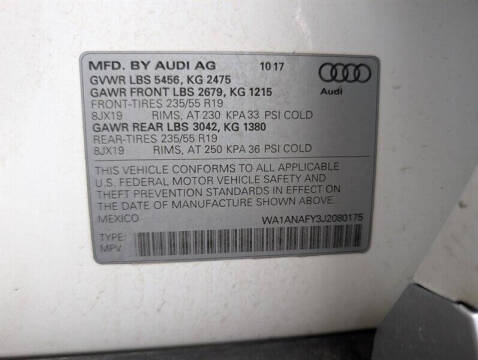 MFD. BY AUDI AG 10 17
GVWR LBS 5456, KG 2475
GAWR FRONT LBS 2679, KG 1215
FRONT-TIRES 235/55 R19
8JX19 RIMS, AT 230 KPA 33 PSI COLD
GAWR REAR LBS 3042, KG 1380
REAR-TIRES 235/55 R19
8JX19 RIMS, AT 250 KPA 36 PSI COLD
Audi
THIS VEHICLE CONFORMS TO ALL APPLICABLE
U.S. FEDERAL MOTOR VEHICLE SAFETY AND
THEFT PREVENTION STANDARDS IN EFFECT ON
THE DATE OF MANUFACTURE SHOWN ABOVE.
MEXICO WA1ANAFY3J2080175
TYPE:
MPV